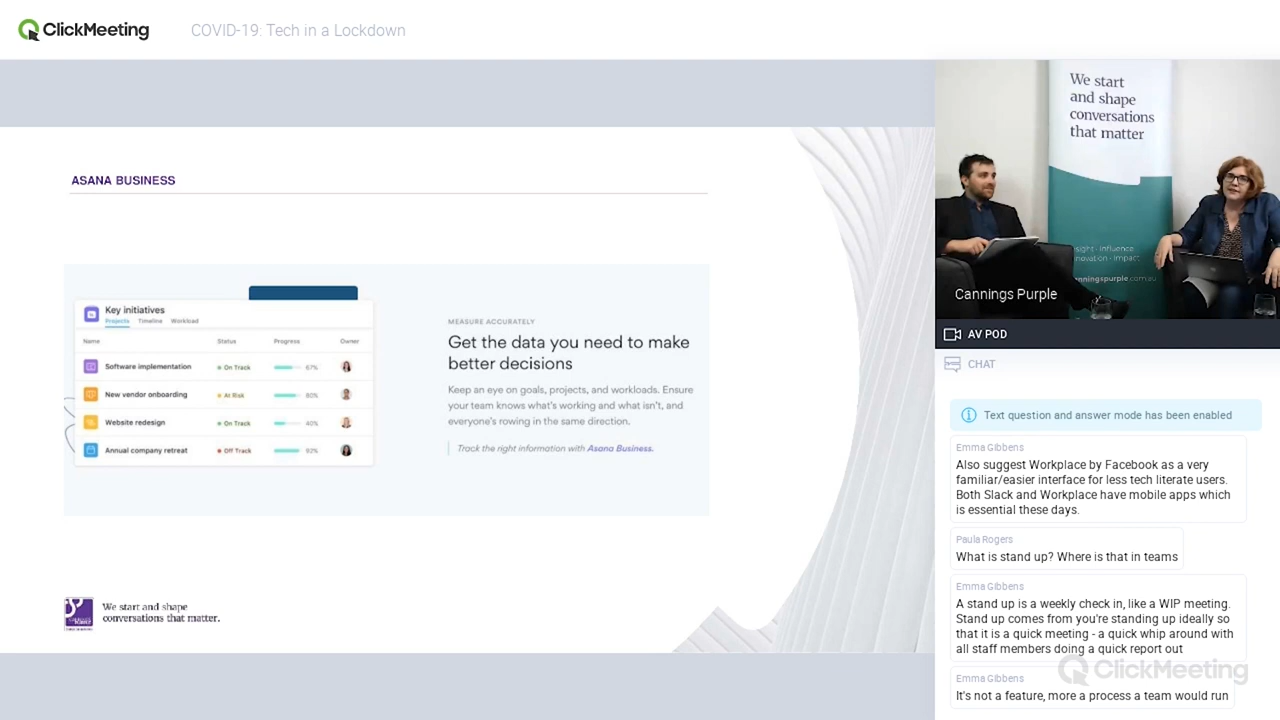 ClickMeeting
COVID-19: Tech in a Lockdown
ASANA BUSINESS
Key initiatives
Projects Timeline Workload
Name Status Progress Owner
Software implementation On Track 67%
New vendor onboarding At Risk 80%
Website redesign On Track 40%
Annual company retreat Off Track 92%
MEASURE ACCURATELY
Get the data you need to make
better decisions
Keep an eye on goals, projects, and workloads. Ensure
your team knows what's working and what isn't, and
everyone's rowing in the same direction.
Track the right information with Asana Business.
We start and shape
conversations that matter.
We start
and shape
conversations
that matter
influence
impact
.com.au
Cannings Purple
AV POD
CHAT
Text question and answer mode has been enabled
Emma Gibbens
Also suggest Workplace by Facebook as a very
familiar/easier interface for less tech literate users.
Both Slack and Workplace have mobile apps which
is essential these days.
Paula Rogers
What is stand up? Where is that in teams
Emma Gibbens
A stand up is a weekly check in, like a WIP meeting.
Stand up comes from you're standing up ideally so
that it is a quick meeting - a quick whip around with
all staff members doing a quick report out
ClickMeeting
Emma Gibbens
It's not a feature, more a process a team would run